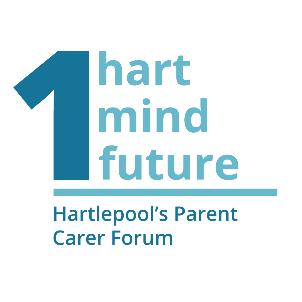 1 hart
mind
future
Hartlepool's Parent
Carer Forum